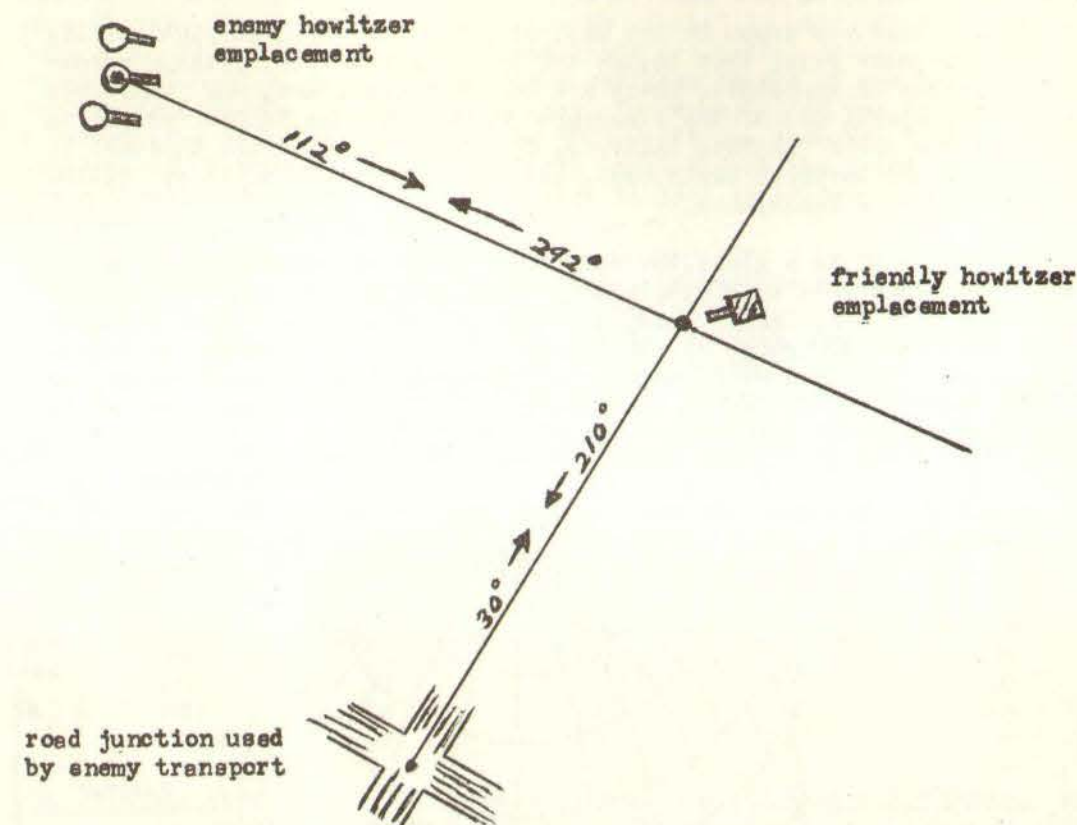 enemy howitzer
emplacement
112°
292°
friendly howitzer
emplacement
210°
30°
road junction used
by enemy transport